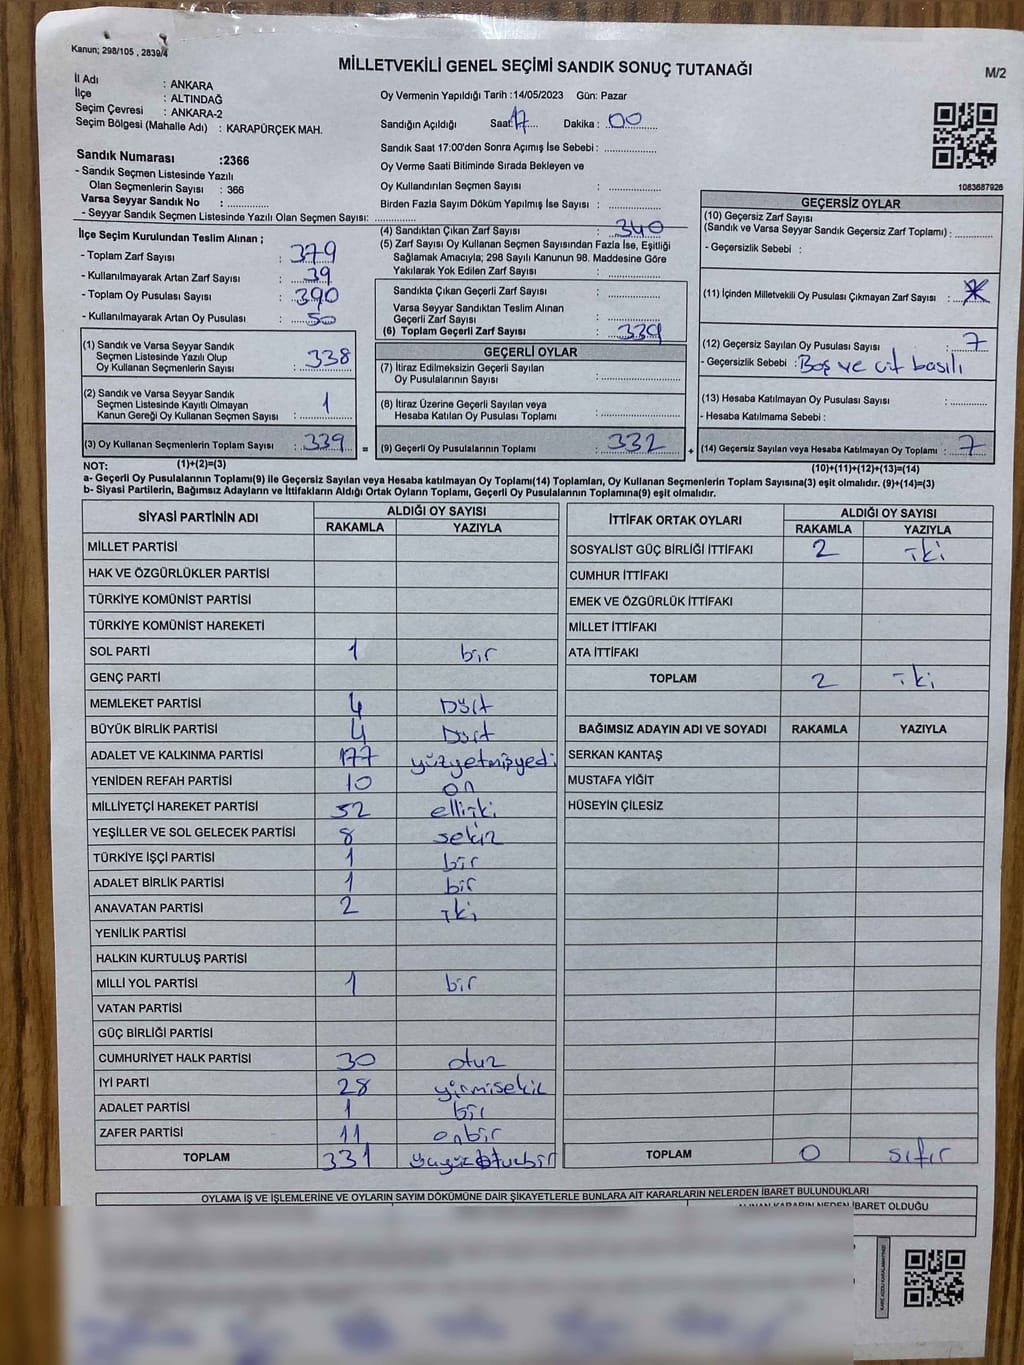 Kanun; 298/105 , 2839/4
MİLLETVEKİLİ GENEL SEÇİMİ SANDIK SONUÇ TUTANAĞI
M/2
İl Adı : ANKARA
İlçe : ALTINDAĞ
Seçim Çevresi : ANKARA-2
Seçim Bölgesi (Mahalle Adı) : KARAPÜRÇEK MAH.
Oy Vermenin Yapıldığı Tarih :14/05/2023 Gün: Pazar
Sandığın Açıldığı Saat: 17 Dakika : 00
Sandık Saat 17:00'den Sonra Açımış İse Sebebi :
Oy Verme Saati Bitiminde Sırada Bekleyen ve
Oy Kullandırılan Seçmen Sayısı :
Birden Fazla Sayım Döküm Yapılmış İse Sayısı :
1083687926
Sandık Numarası :2366
- Sandık Seçmen Listesinde Yazılı
Olan Seçmenlerin Sayısı : 366
Varsa Seyyar Sandık No :
- Seyyar Sandık Seçmen Listesinde Yazılı Olan Seçmen Sayısı:
İlçe Seçim Kurulundan Teslim Alınan ;
- Toplam Zarf Sayısı : 379
- Kullanılmayarak Artan Zarf Sayısı : 39
- Toplam Oy Pusulası Sayısı : 390
- Kullanılmayarak Artan Oy Pusulası : 50
(1) Sandık ve Varsa Seyyar Sandık
Seçmen Listesinde Yazılı Olup
Oy Kullanan Seçmenlerin Sayısı : 338
(2) Sandık ve Varsa Seyyar Sandık
Seçmen Listesinde Kayıtlı Olmayan
Kanun Gereği Oy Kullanan Seçmen Sayısı : 1
(3) Oy Kullanan Seçmenlerin Toplam Sayısı : 339 =
(4) Sandıktan Çıkan Zarf Sayısı : 340
(5) Zarf Sayısı Oy Kullanan Seçmen Sayısından Fazla İse, Eşitliği
Sağlamak Amacıyla; 298 Sayılı Kanunun 98. Maddesine Göre
Yakılarak Yok Edilen Zarf Sayısı :
Sandıkta Çıkan Geçerli Zarf Sayısı :
Varsa Seyyar Sandıktan Teslim Alınan
Geçerli Zarf Sayısı :
(6) Toplam Geçerli Zarf Sayısı : 339
GEÇERLİ OYLAR
(7) İtiraz Edilmeksizin Geçerli Sayılan
Oy Pusulalarının Sayısı :
(8) İtiraz Üzerine Geçerli Sayılan veya
Hesaba Katılan Oy Pusulası Toplamı :
(9) Geçerli Oy Pusulalarının Toplamı : 332 +
GEÇERSİZ OYLAR
(10) Geçersiz Zarf Sayısı
(Sandık ve Varsa Seyyar Sandık Geçersiz Zarf Toplamı) :
- Geçersizlik Sebebi :
(11) İçinden Milletvekili Oy Pusulası Çıkmayan Zarf Sayısı :
(12) Geçersiz Sayılan Oy Pusulası Sayısı : 7
- Geçersizlik Sebebi : Boş ve çift basılı
(13) Hesaba Katılmayan Oy Pusulası Sayısı :
- Hesaba Katılmama Sebebi :
(14) Geçersiz Sayılan veya Hesaba Katılmayan Oy Toplamı : 7
NOT: (1)+(2)=(3)
(10)+(11)+(12)+(13)=(14)
a- Geçerli Oy Pusulalarının Toplamı(9) ile Geçersiz Sayılan veya Hesaba katılmayan Oy Toplamı(14) Toplamları, Oy Kullanan Seçmenlerin Toplam Sayısına(3) eşit olmalıdır. (9)+(14)=(3)
b- Siyasi Partilerin, Bağımsız Adayların ve İttifakların Aldığı Ortak Oyların Toplamı, Geçerli Oy Pusulalarının Toplamına(9) eşit olmalıdır.
SİYASİ PARTİNİN ADI ALDIĞI OY SAYISI
RAKAMLA YAZIYLA
MİLLET PARTİSİ
HAK VE ÖZGÜRLÜKLER PARTİSİ
TÜRKİYE KOMÜNİST PARTİSİ
TÜRKİYE KOMÜNİST HAREKETİ
SOL PARTİ 1 bir
GENÇ PARTİ
MEMLEKET PARTİSİ 4 Dört
BÜYÜK BİRLİK PARTİSİ 4 Dört
ADALET VE KALKINMA PARTİSİ 177 yüzyetmişyedi
YENİDEN REFAH PARTİSİ 10 on
MİLLİYETÇİ HAREKET PARTİSİ 52 elliiki
YEŞİLLER VE SOL GELECEK PARTİSİ 8 sekiz
TÜRKİYE İŞÇİ PARTİSİ 1 bir
ADALET BİRLİK PARTİSİ 1 bir
ANAVATAN PARTİSİ 2 iki
YENİLİK PARTİSİ
HALKIN KURTULUŞ PARTİSİ
MİLLİ YOL PARTİSİ 1 bir
VATAN PARTİSİ
GÜÇ BİRLİĞİ PARTİSİ
CUMHURİYET HALK PARTİSİ 30 otuz
İYİ PARTİ 28 yirmisekiz
ADALET PARTİSİ 1 bir
ZAFER PARTİSİ 11 onbir
TOPLAM 331
İTTİFAK ORTAK OYLARI ALDIĞI OY SAYISI
RAKAMLA YAZIYLA
SOSYALİST GÜÇ BİRLİĞİ İTTİFAKI 2 iki
CUMHUR İTTİFAKI
EMEK VE ÖZGÜRLÜK İTTİFAKI
MİLLET İTTİFAKI
ATA İTTİFAKI
TOPLAM 2 iki
BAĞIMSIZ ADAYIN ADI VE SOYADI RAKAMLA YAZIYLA
SERKAN KANTAŞ
MUSTAFA YİĞİT
HÜSEYİN ÇİLESİZ
TOPLAM 0 sıfır
OYLAMA İŞ VE İŞLEMLERİNE VE OYLARIN SAYIM DÖKÜMÜNE DAİR ŞİKAYETLERLE BUNLARA AİT KARARLARIN NELERDEN İBARET BULUNDUKLARI
ALINAN KARARIN NEDEN İBARET OLDUĞU